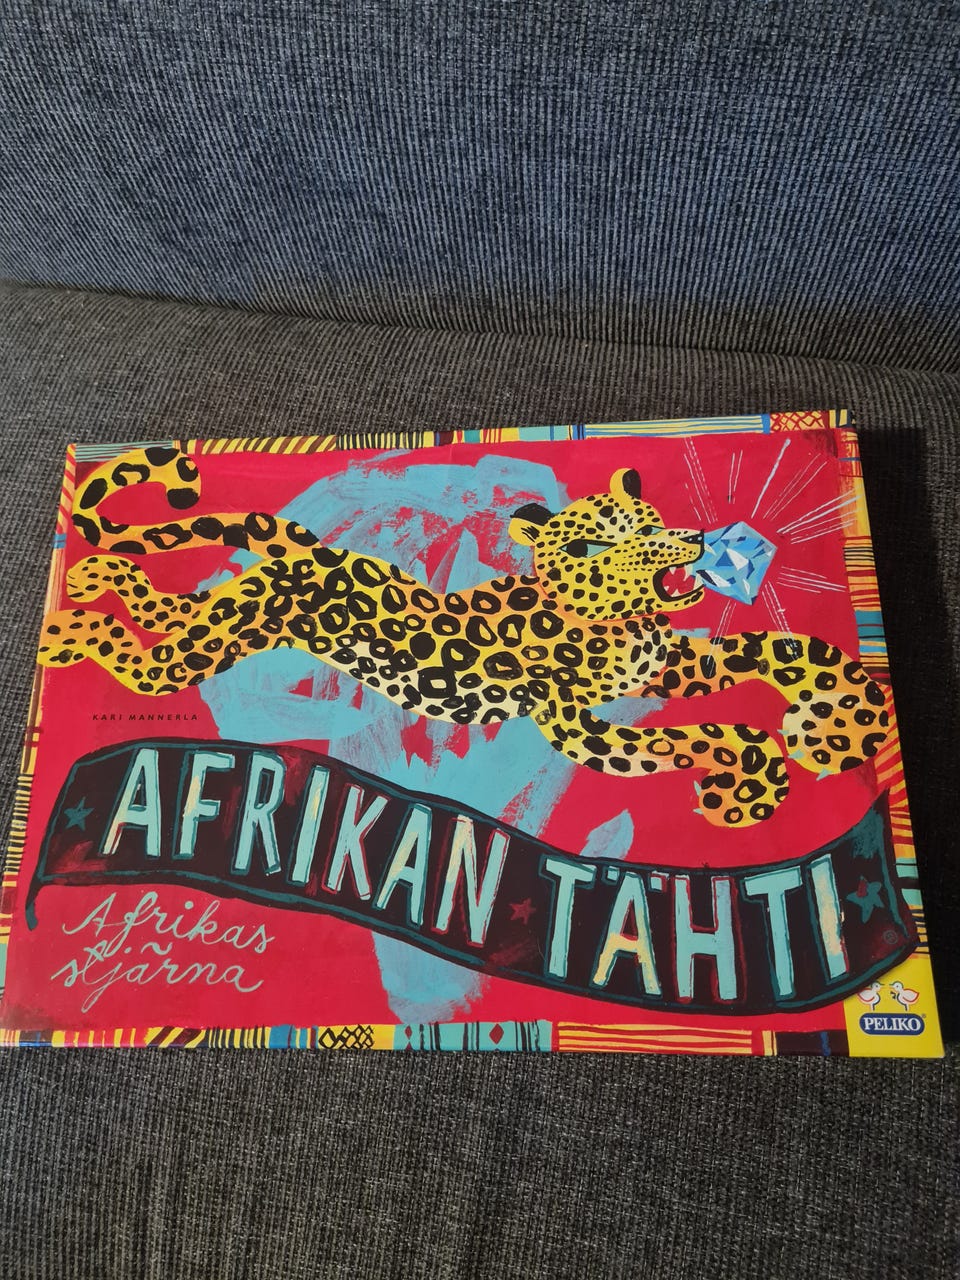 KARI MANNERLA
AFRIKAN TÄHTI
Afrikas
stjärna
PELIKO